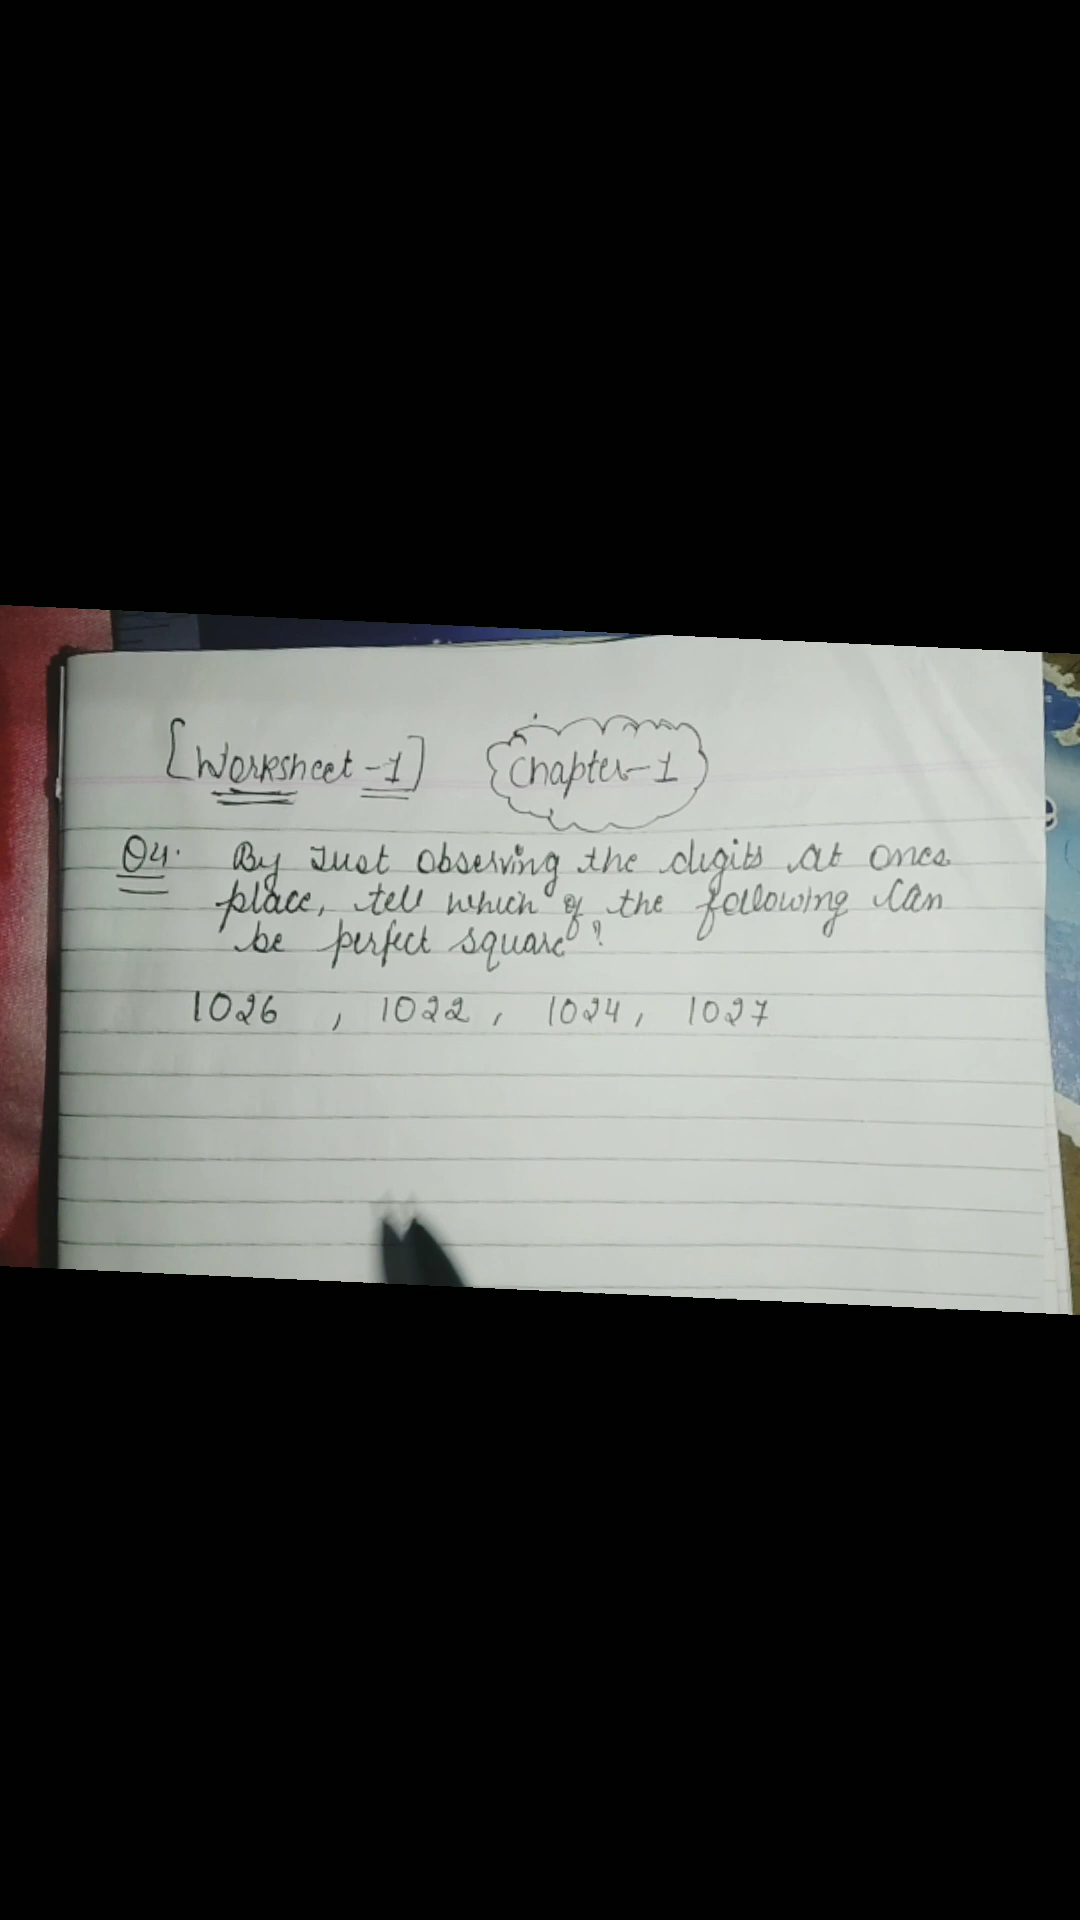 [Worksheet -1] Chapter-1
Q4. By Just observing the digits at ones
place, tell which of the following Can
be perfect square?
1026 , 1022, 1024, 1027